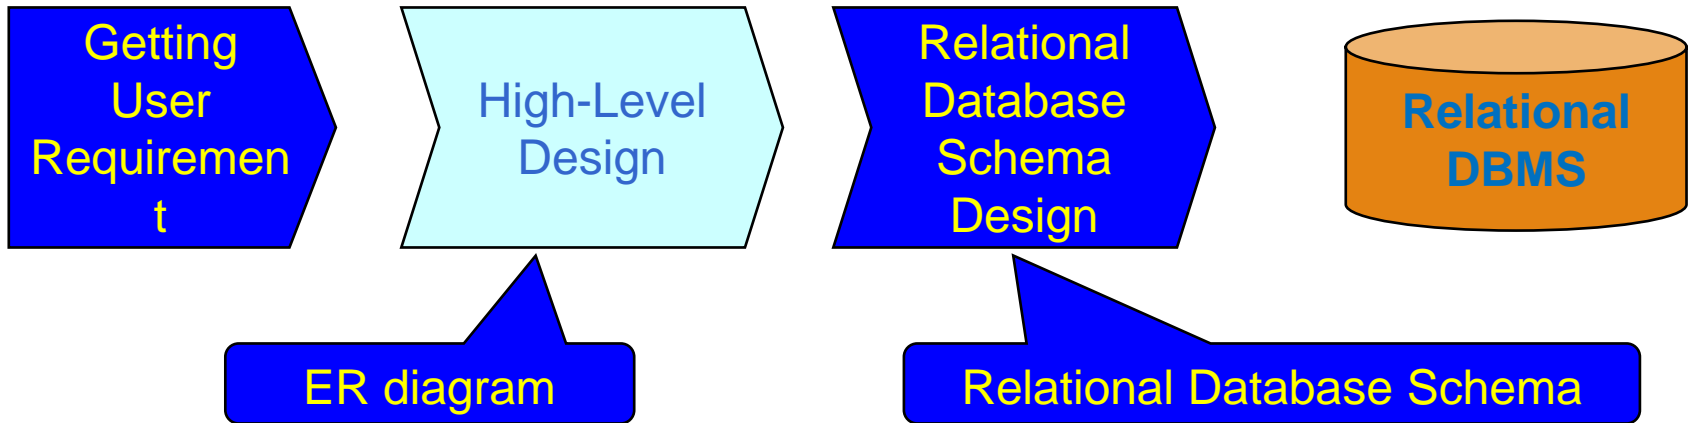 Getting
User
Requiremen
t
High-Level
Design
Relational
Database
Schema
Design
Relational
DBMS
ER diagram
Relational Database Schema